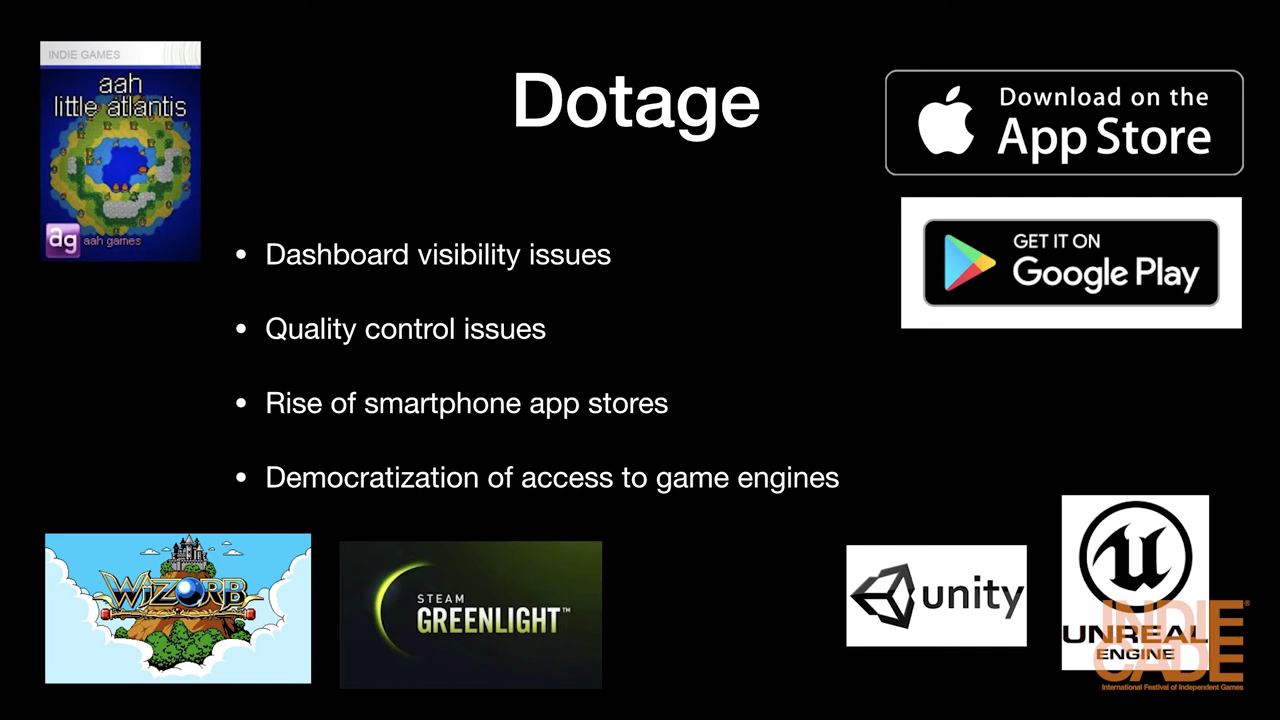 INDIE GAMES
aah
little atlantis
ag aah games
Dotage
Download on the
App Store
GET IT ON
Google Play
• Dashboard visibility issues
• Quality control issues
• Rise of smartphone app stores
• Democratization of access to game engines
WIZORB
STEAM
GREENLIGHT™
unity
UNREAL
ENGINE
INDIE®
CADE
International Festival of Independent Games